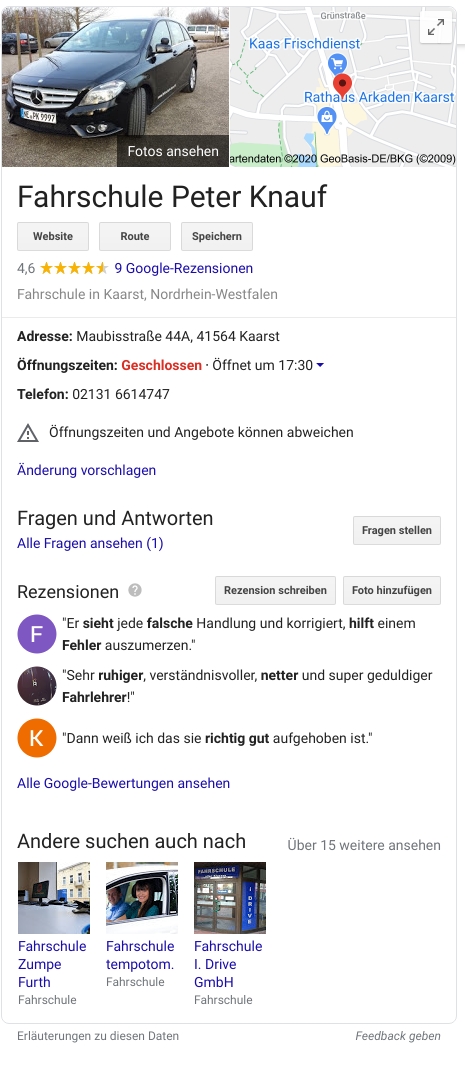 Grünstraße
Kaas Frischdienst
Rathaus Arkaden Kaarst
NE PK 9997
Fotos ansehen
artendaten ©2020 GeoBasis-DE/BKG (©2009)
Fahrschule Peter Knauf
Website Route Speichern
4,6 9 Google-Rezensionen
Fahrschule in Kaarst, Nordrhein-Westfalen
Adresse: Maubisstraße 44A, 41564 Kaarst
Öffnungszeiten: Geschlossen · Öffnet um 17:30
Telefon: 02131 6614747
Öffnungszeiten und Angebote können abweichen
Änderung vorschlagen
Fragen und Antworten
Fragen stellen
Alle Fragen ansehen (1)
Rezensionen ? Rezension schreiben Foto hinzufügen
F
"Er sieht jede falsche Handlung und korrigiert, hilft einem
Fehler auszumerzen."
"Sehr ruhiger, verständnisvoller, netter und super geduldiger
Fahrlehrer!"
K
"Dann weiß ich das sie richtig gut aufgehoben ist."
Alle Google-Bewertungen ansehen
Andere suchen auch nach
Über 15 weitere ansehen
FAHRSCHULE
I. DRIVE
Fahrschule
Zumpe
Furth
Fahrschule
Fahrschule
tempotom.
Fahrschule
Fahrschule
I. Drive
GmbH
Fahrschule
Erläuterungen zu diesen Daten
Feedback geben